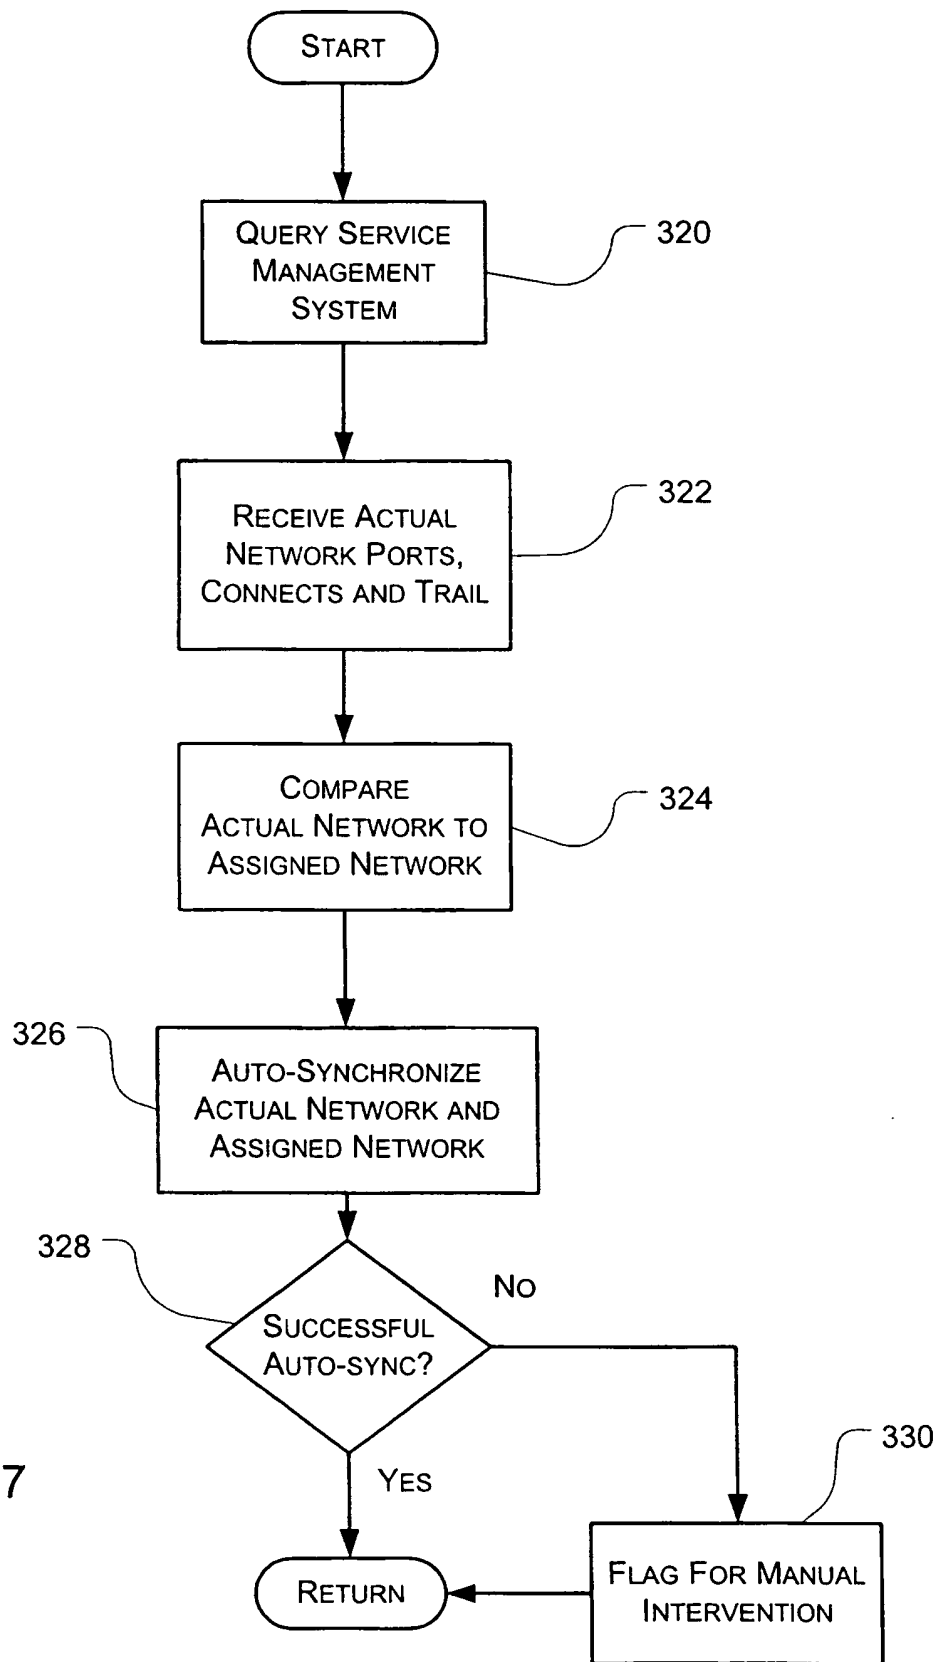 START
QUERY SERVICE
MANAGEMENT
SYSTEM
320
RECEIVE ACTUAL
NETWORK PORTS,
CONNECTS AND TRAIL
322
COMPARE
ACTUAL NETWORK TO
ASSIGNED NETWORK
324
326
AUTO-SYNCHRONIZE
ACTUAL NETWORK AND
ASSIGNED NETWORK
328
SUCCESSFUL
AUTO-SYNC?
NO
YES
330
7
FLAG FOR MANUAL
INTERVENTION
RETURN